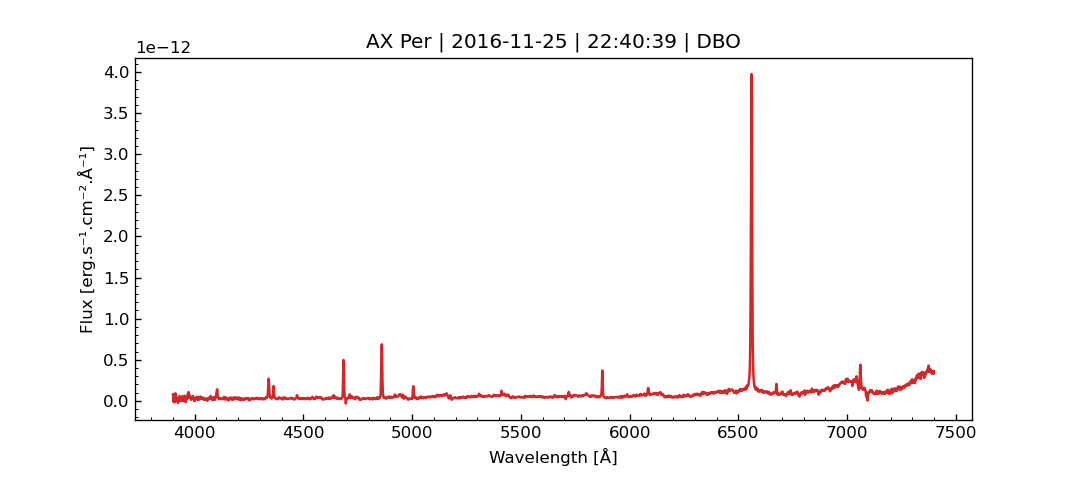 AX Per | 2016-11-25 | 22:40:39 | DBO
1e−12
4.0
3.5
3.0
2.5
2.0
1.5
1.0
0.5
0.0
Flux [erg.s⁻¹.cm⁻².Å⁻¹]
4000 4500 5000 5500 6000 6500 7000 7500
Wavelength [Å]